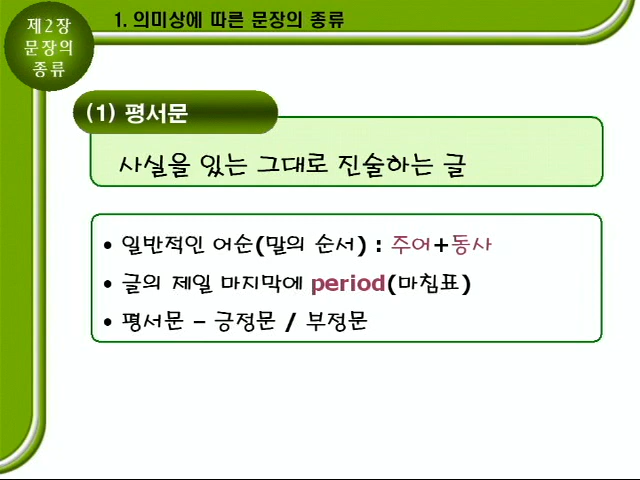 제2장
문장의
종류
1. 의미상에 따른 문장의 종류
(1) 평서문
사실을 있는 그대로 진술하는 글
• 일반적인 어순(말의 순서) : 주어+동사
• 글의 제일 마지막에 period(마침표)
• 평서문 – 긍정문 / 부정문